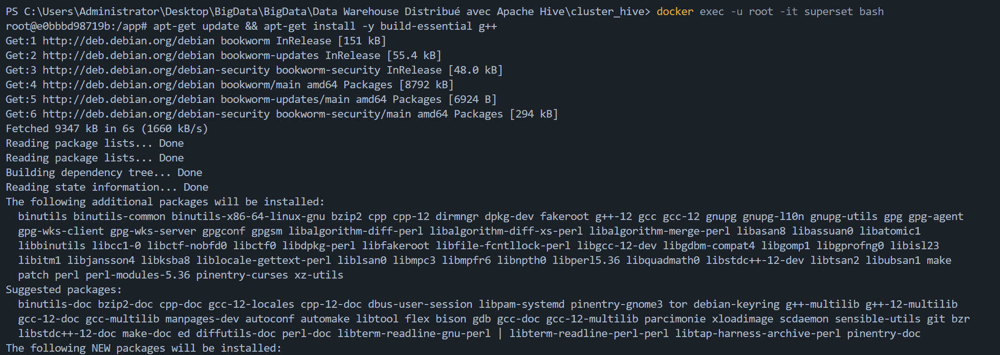 PS C:\Users\Administrator\Desktop\BigData\BigData\Data Warehouse Distribué avec Apache Hive\cluster_hive> docker exec -u root -it superset bash
root@e0bbbd98719b:/app# apt-get update && apt-get install -y build-essential g++
Get:1 http://deb.debian.org/debian bookworm InRelease [151 kB]
Get:2 http://deb.debian.org/debian bookworm-updates InRelease [55.4 kB]
Get:3 http://deb.debian.org/debian-security bookworm-security InRelease [48.0 kB]
Get:4 http://deb.debian.org/debian bookworm/main amd64 Packages [8792 kB]
Get:5 http://deb.debian.org/debian bookworm-updates/main amd64 Packages [6924 B]
Get:6 http://deb.debian.org/debian-security bookworm-security/main amd64 Packages [294 kB]
Fetched 9347 kB in 6s (1660 kB/s)
Reading package lists... Done
Reading package lists... Done
Building dependency tree... Done
Reading state information... Done
The following additional packages will be installed:
  binutils binutils-common binutils-x86-64-linux-gnu bzip2 cpp cpp-12 dirmngr dpkg-dev fakeroot g++-12 gcc gcc-12 gnupg gnupg-l10n gnupg-utils gpg gpg-agent
  gpg-wks-client gpg-wks-server gpgconf gpgsm libalgorithm-diff-perl libalgorithm-diff-xs-perl libalgorithm-merge-perl libasan8 libassuan0 libatomic1
  libbinutils libcc1-0 libctf-nobfd0 libctf0 libdpkg-perl libfakeroot libfile-fcntllock-perl libgcc-12-dev libgdbm-compat4 libgomp1 libgprofng0 libisl23
  libitm1 libjansson4 libksba8 liblocale-gettext-perl liblsan0 libmpc3 libmpfr6 libnpth0 libperl5.36 libquadmath0 libstdc++-12-dev libtsan2 libubsan1 make
  patch perl perl-modules-5.36 pinentry-curses xz-utils
Suggested packages:
  binutils-doc bzip2-doc cpp-doc gcc-12-locales cpp-12-doc dbus-user-session libpam-systemd pinentry-gnome3 tor debian-keyring g++-multilib g++-12-multilib
  gcc-12-doc gcc-multilib manpages-dev autoconf automake libtool flex bison gdb gcc-doc gcc-12-multilib parcimonie xloadimage scdaemon sensible-utils git bzr
  libstdc++-12-doc make-doc ed diffutils-doc perl-doc libterm-readline-gnu-perl | libterm-readline-perl-perl libtap-harness-archive-perl pinentry-doc
The following NEW packages will be installed: